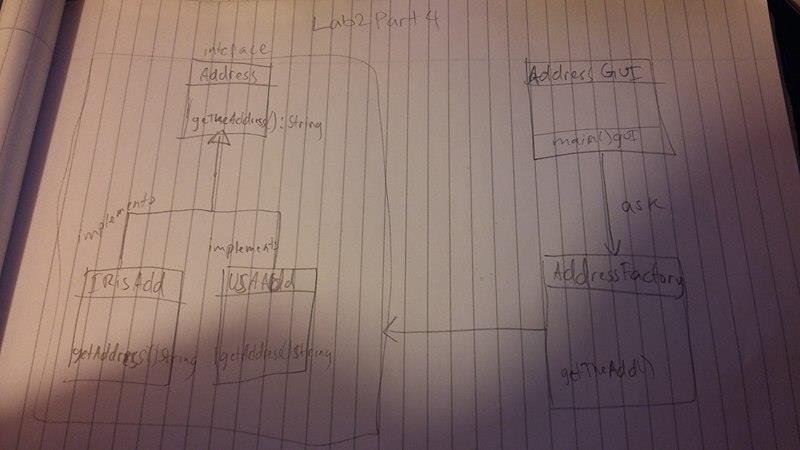 Lab2 Part 4
interface
Address
getTheAddress():String
implements
implements
IRisAdd
getAddress()String
USAAdd
getAddress()String
Address GUI
main()gUI
ask
AddressFactory
getTheAdd()